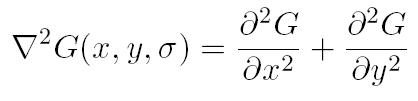 ∇²G(x, y, σ) = ∂²G/∂x² + ∂²G/∂y²